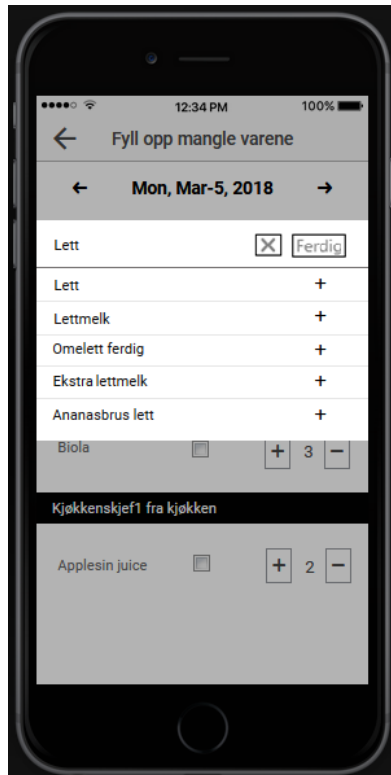 12:34 PM 100%
Fyll opp mangle varene
Mon, Mar-5, 2018
Lett X Ferdig
Lett +
Lettmelk +
Omelett ferdig +
Ekstra lettmelk +
Ananasbrus lett +
Biola + 3 −
Kjøkkenskjef1 fra kjøkken
Applesin juice + 2 −